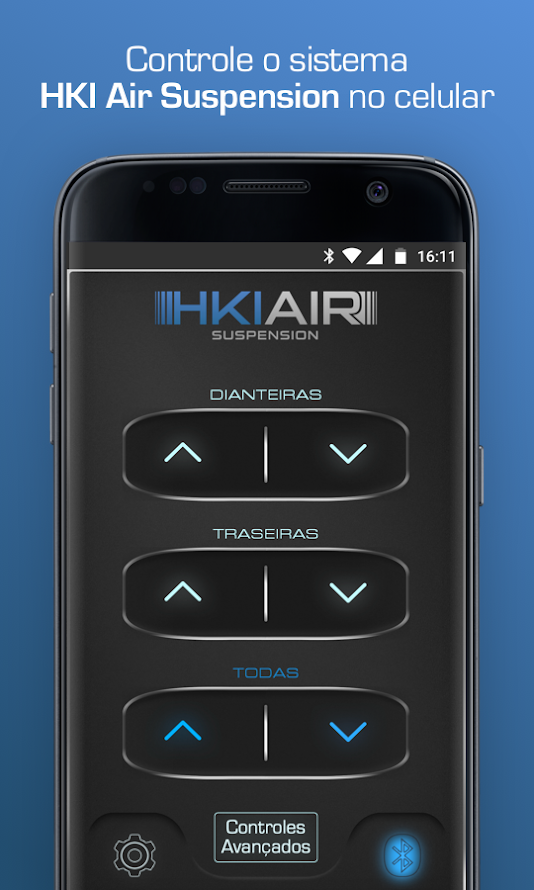 Controle o sistema
HKI Air Suspension no celular
16:11
HKIAIR
SUSPENSION
DIANTEIRAS
TRASEIRAS
TODAS
Controles
Avançados